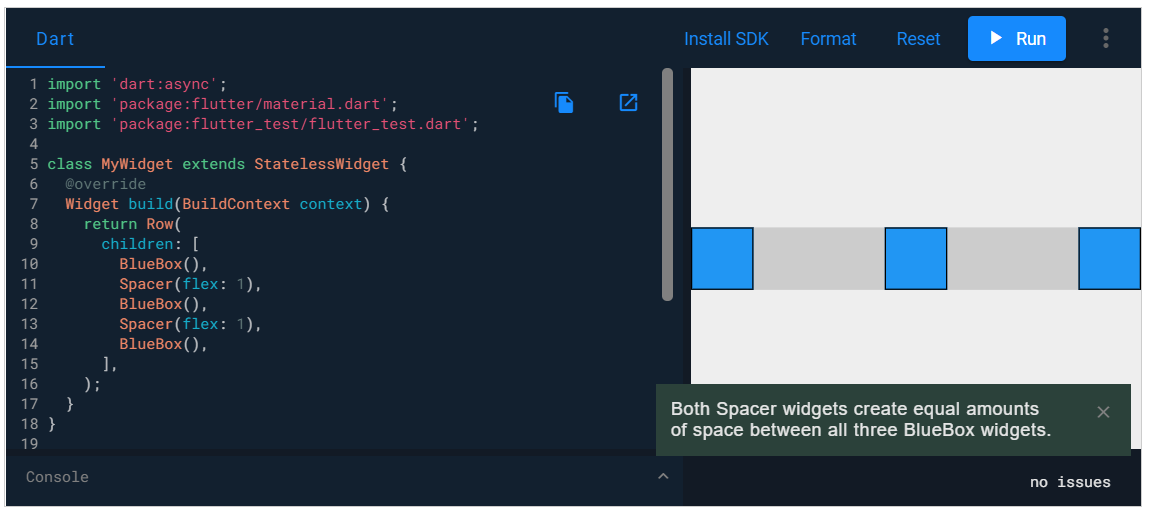 Dart
Install SDK Format Reset Run
1 import 'dart:async';
2 import 'package:flutter/material.dart';
3 import 'package:flutter_test/flutter_test.dart';
4
5 class MyWidget extends StatelessWidget {
6   @override
7   Widget build(BuildContext context) {
8     return Row(
9       children: [
10         BlueBox(),
11         Spacer(flex: 1),
12         BlueBox(),
13         Spacer(flex: 1),
14         BlueBox(),
15       ],
16     );
17   }
18 }
19
Both Spacer widgets create equal amounts
of space between all three BlueBox widgets.
Console
no issues